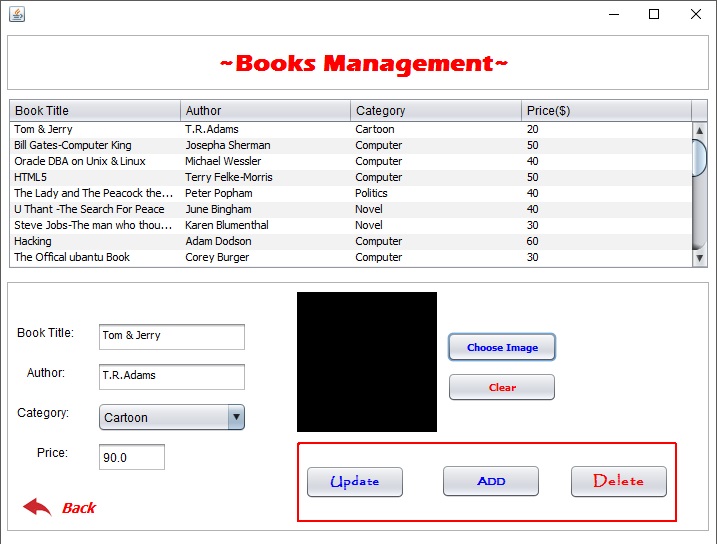 ~Books Management~
Book Title Author Category Price($)
Tom & Jerry T.R.Adams Cartoon 20
Bill Gates-Computer King Josepha Sherman Computer 50
Oracle DBA on Unix & Linux Michael Wessler Computer 40
HTML5 Terry Felke-Morris Computer 50
The Lady and The Peacock the... Peter Popham Politics 40
U Thant -The Search For Peace June Bingham Novel 40
Steve Jobs-The man who thou... Karen Blumenthal Novel 30
Hacking Adam Dodson Computer 60
The Offical ubantu Book Corey Burger Computer 30
Book Title: Tom & Jerry
Choose Image
Author: T.R.Adams
Clear
Category: Cartoon
Price: 90.0
Update ADD Delete
Back